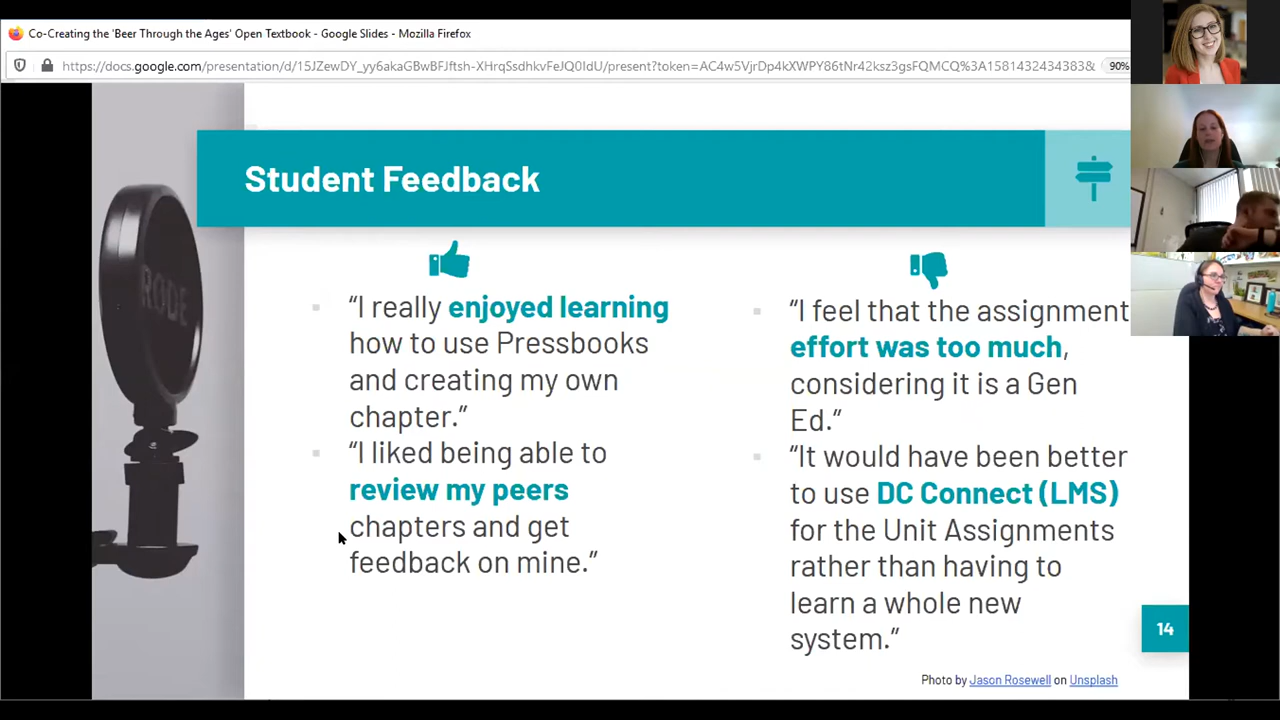 Co-Creating the 'Beer Through the Ages' Open Textbook - Google Slides - Mozilla Firefox
https://docs.google.com/presentation/d/15JZewDY_yy6akaGBwBFJftsh-XHrqSsdhkvFeJQ0IdU/present?token=AC4w5VjrDp4kXWPY86tNr42ksz3gsFQMCQ%3A1581432434383& 90%
Student Feedback
RODE
“I really enjoyed learning
how to use Pressbooks
and creating my own
chapter.”
“I liked being able to
review my peers
chapters and get
feedback on mine.”
“I feel that the assignment
effort was too much,
considering it is a Gen
Ed.”
“It would have been better
to use DC Connect (LMS)
for the Unit Assignments
rather than having to
learn a whole new
system.”
14
Photo by Jason Rosewell on Unsplash